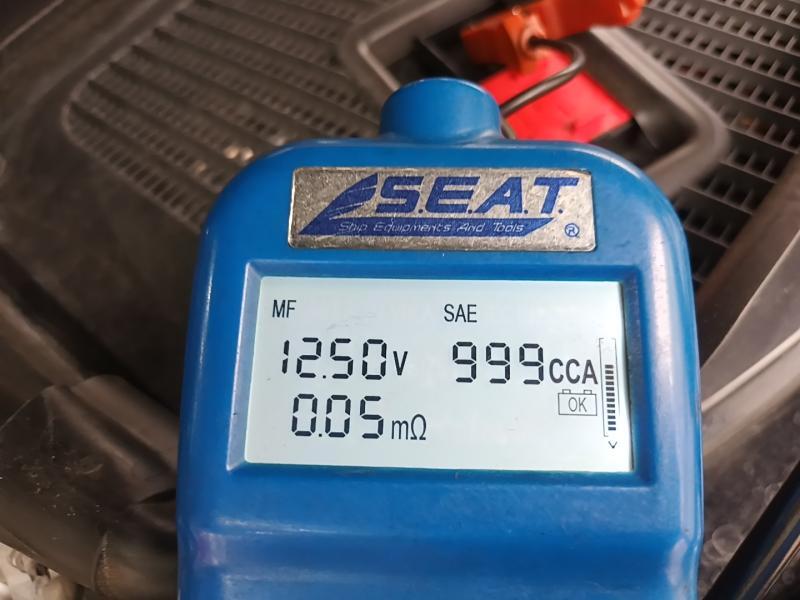 S.E.A.T.
Ship Equipments And Tools ®
MF SAE
12.50V 999CCA
OK
0.05mΩ